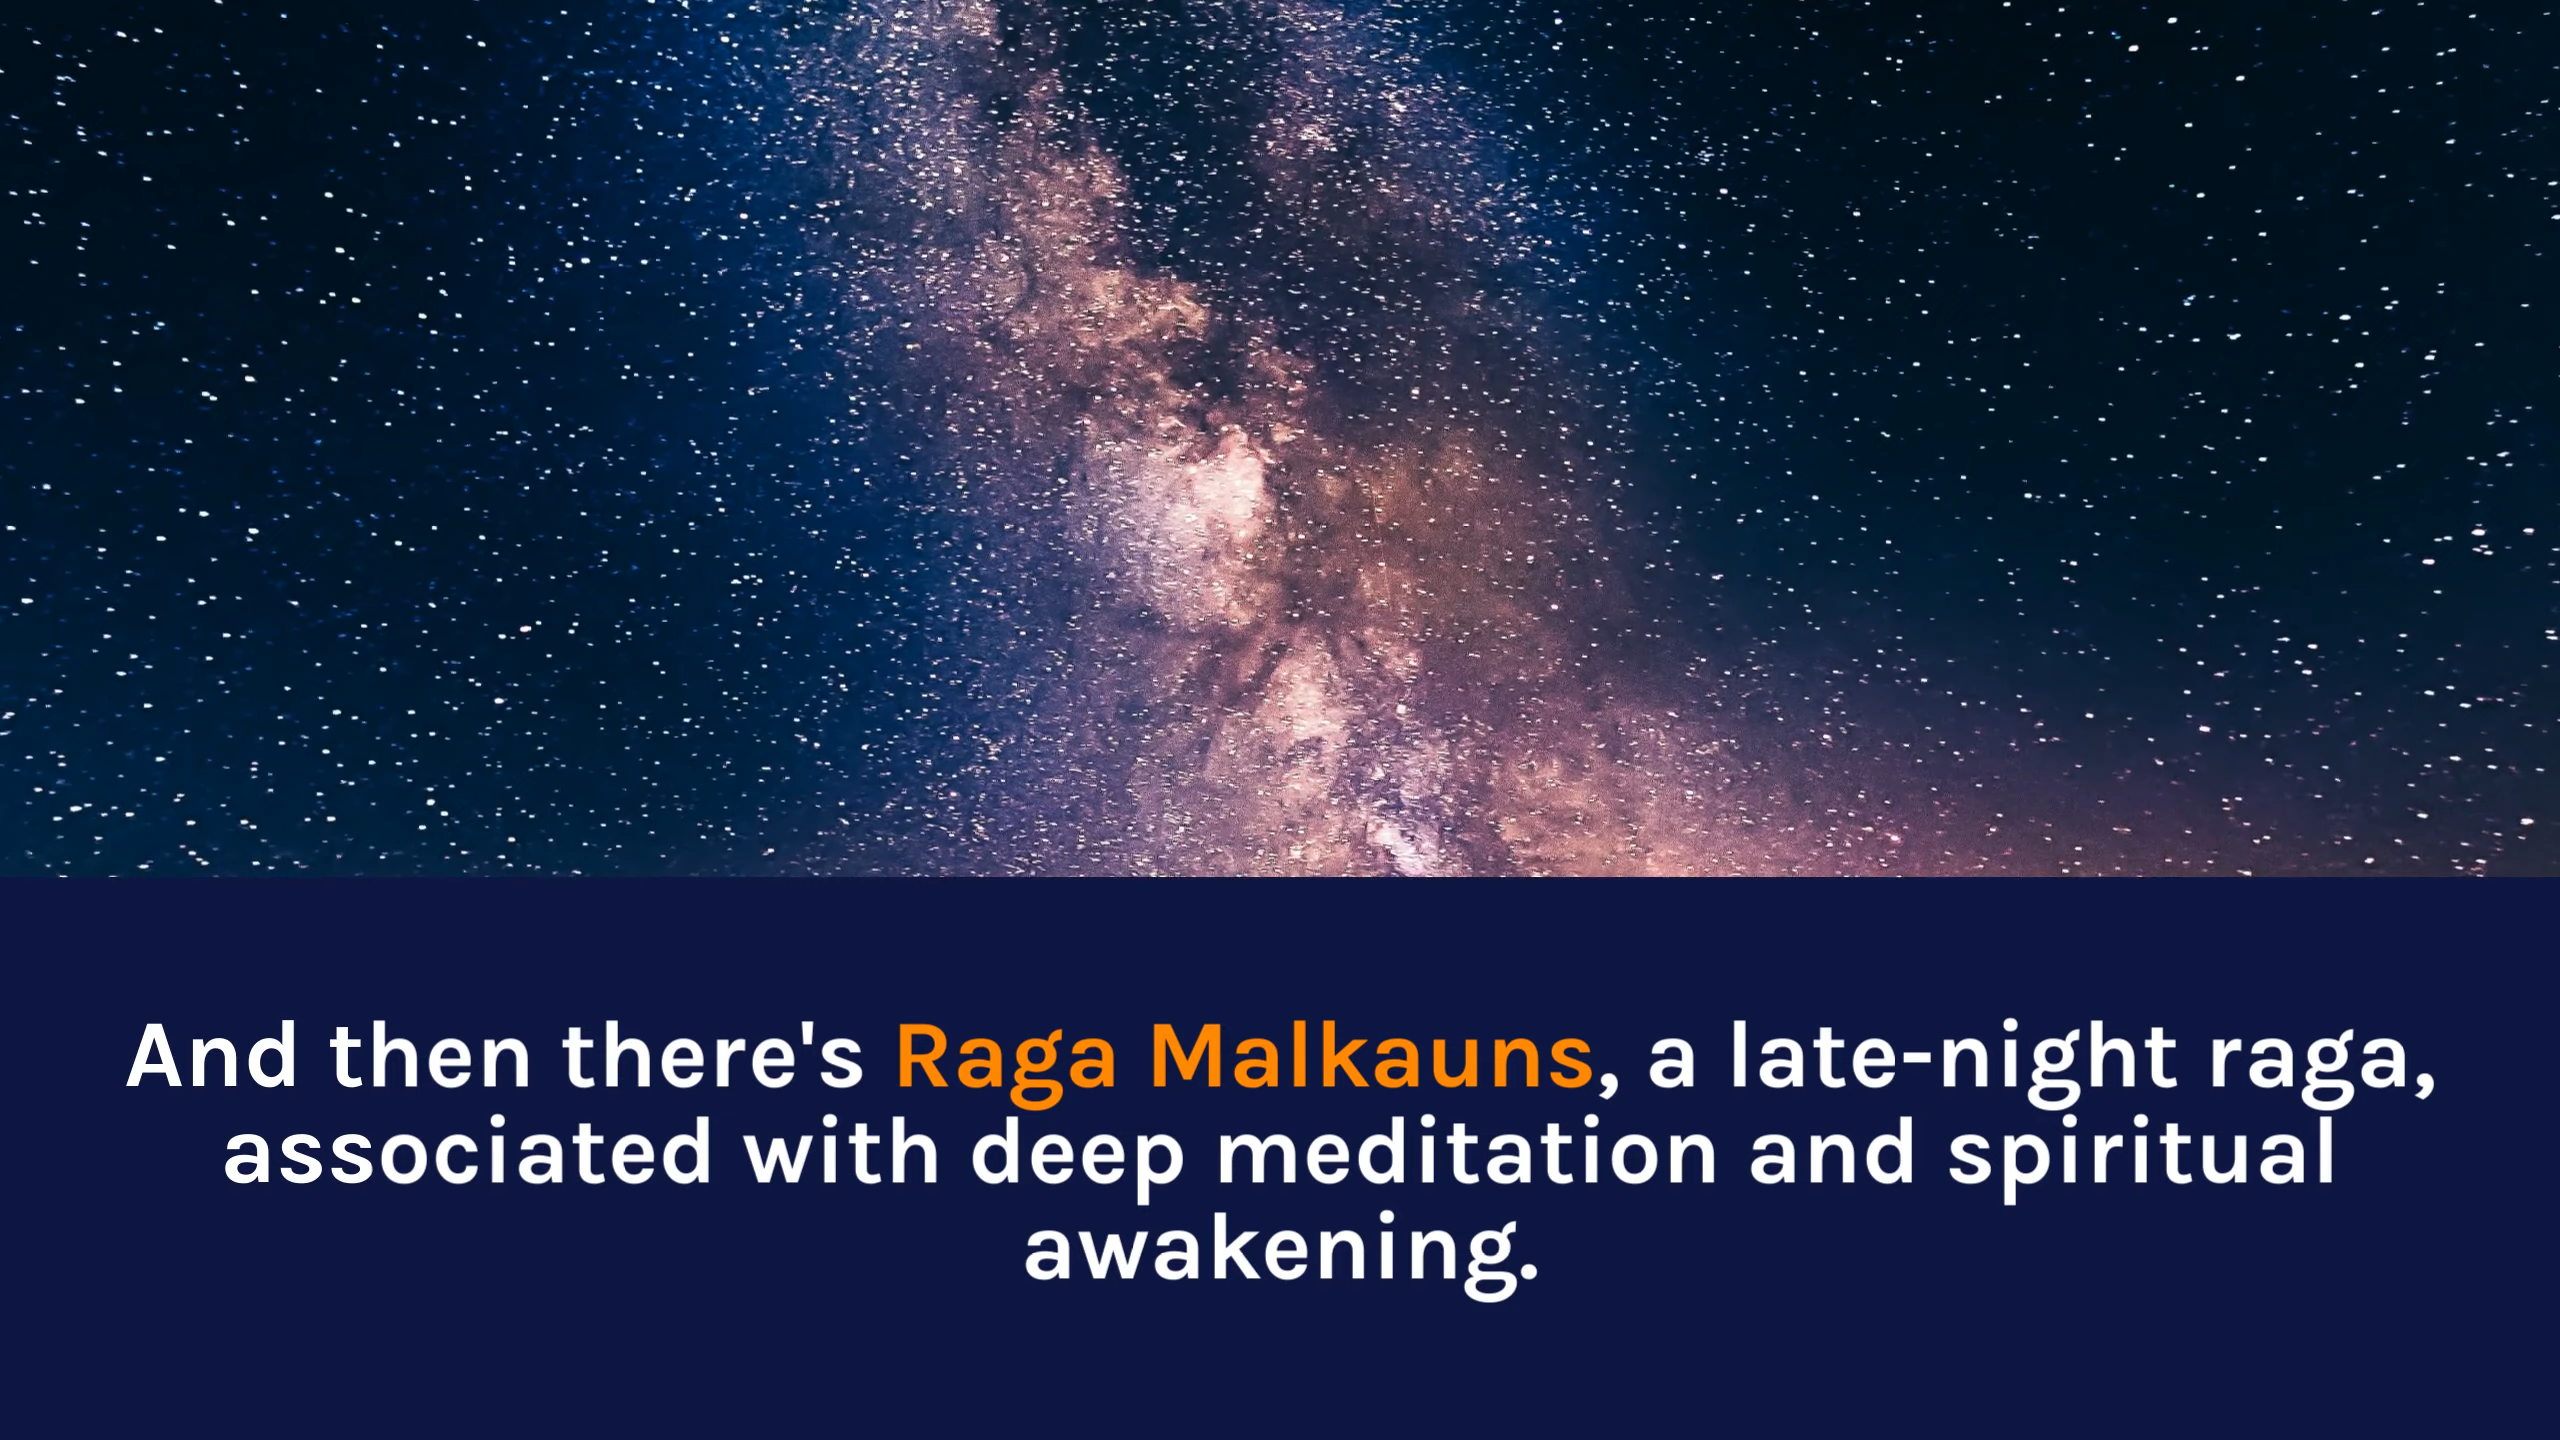 And then there's Raga Malkauns, a late-night raga,
associated with deep meditation and spiritual
awakening.